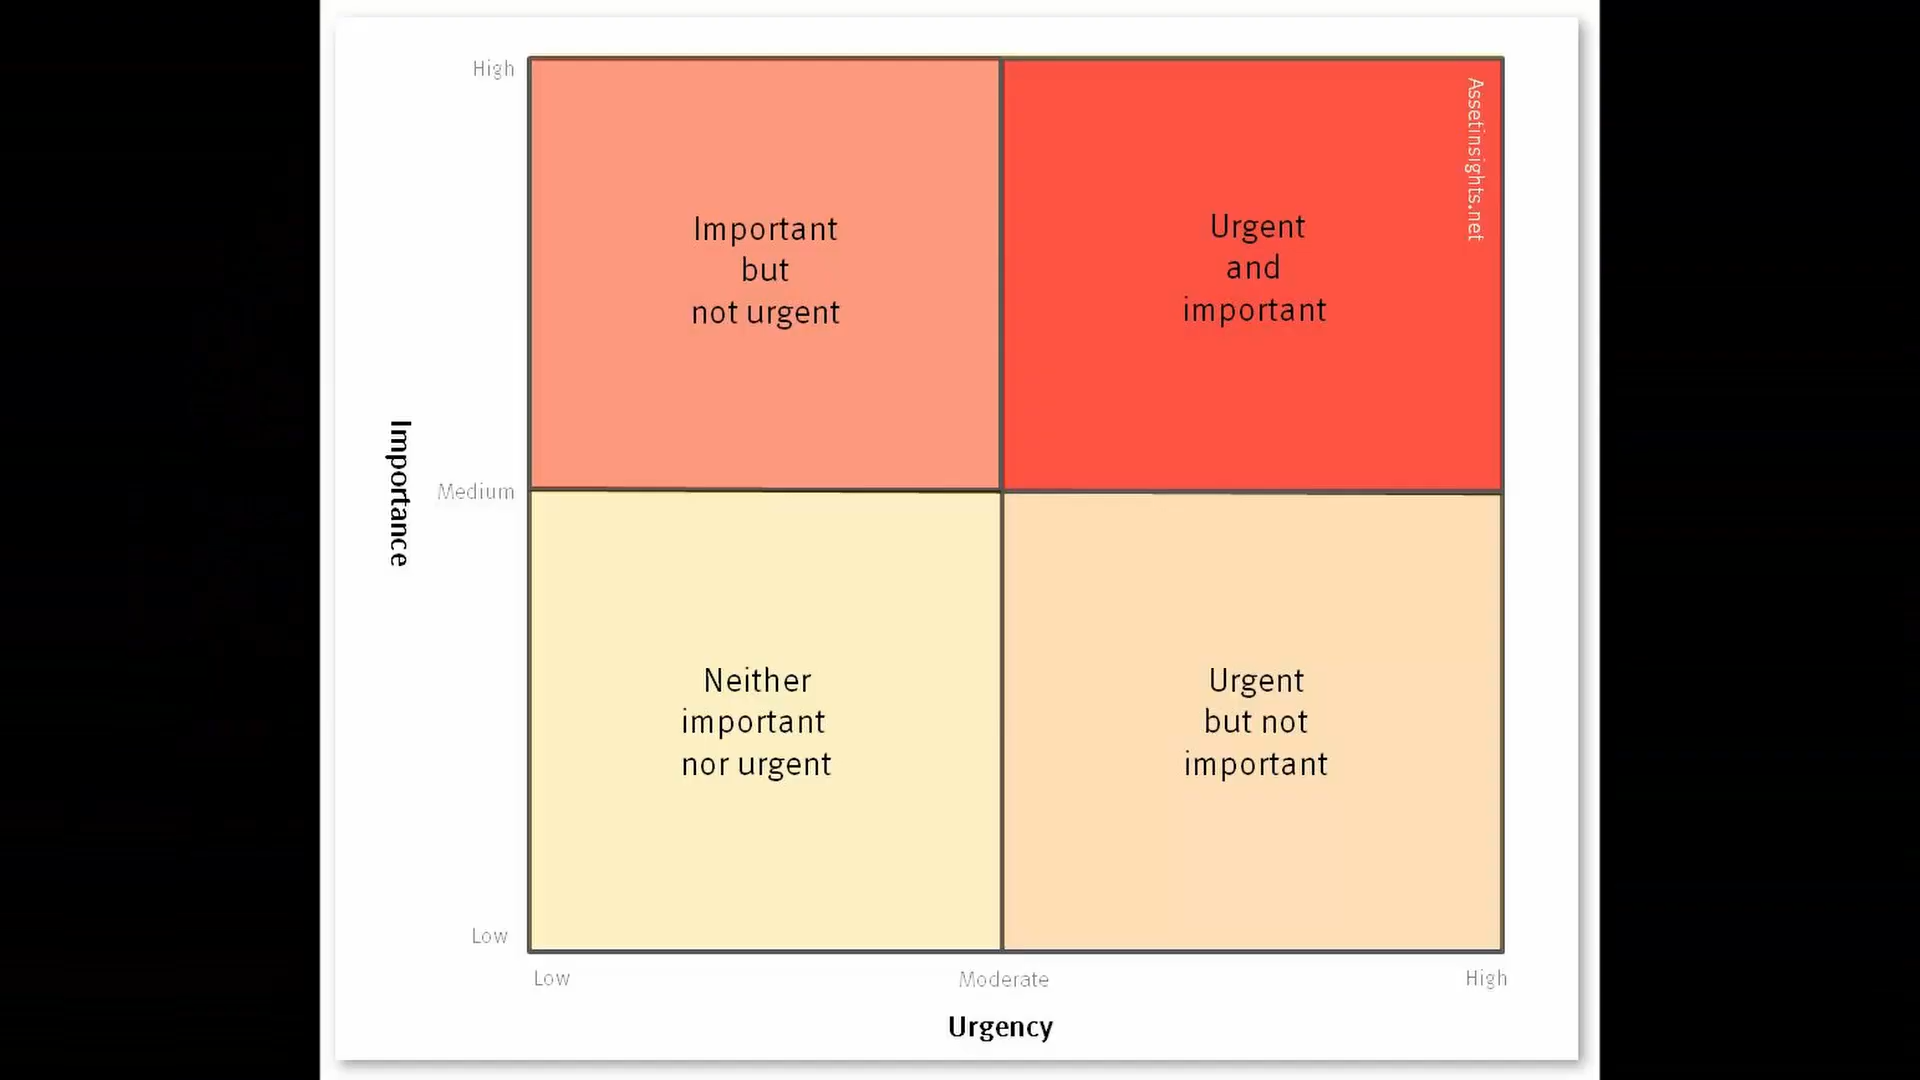 High
Important
but
not urgent
Urgent
and
important
Assetinsights.net
Importance
Medium
Neither
important
nor urgent
Urgent
but not
important
Low
Low
Moderate
High
Urgency